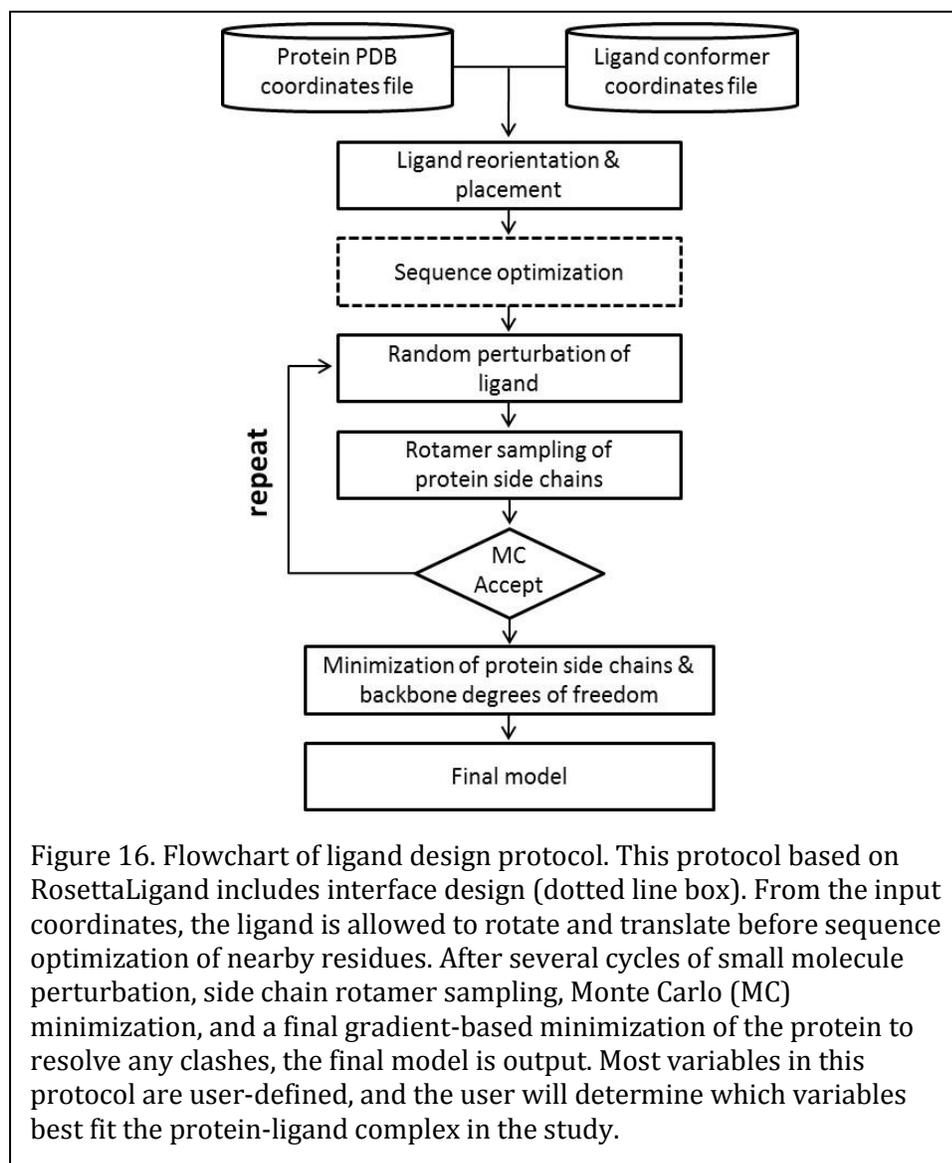 Protein PDB
coordinates file
Ligand conformer
coordinates file
Ligand reorientation &
placement
Sequence optimization
Random perturbation of
ligand
repeat
Rotamer sampling of
protein side chains
MC
Accept
Minimization of protein side chains &
backbone degrees of freedom
Final model
Figure 16. Flowchart of ligand design protocol. This protocol based on
RosettaLigand includes interface design (dotted line box). From the input
coordinates, the ligand is allowed to rotate and translate before sequence
optimization of nearby residues. After several cycles of small molecule
perturbation, side chain rotamer sampling, Monte Carlo (MC)
minimization, and a final gradient-based minimization of the protein to
resolve any clashes, the final model is output. Most variables in this
protocol are user-defined, and the user will determine which variables
best fit the protein-ligand complex in the study.